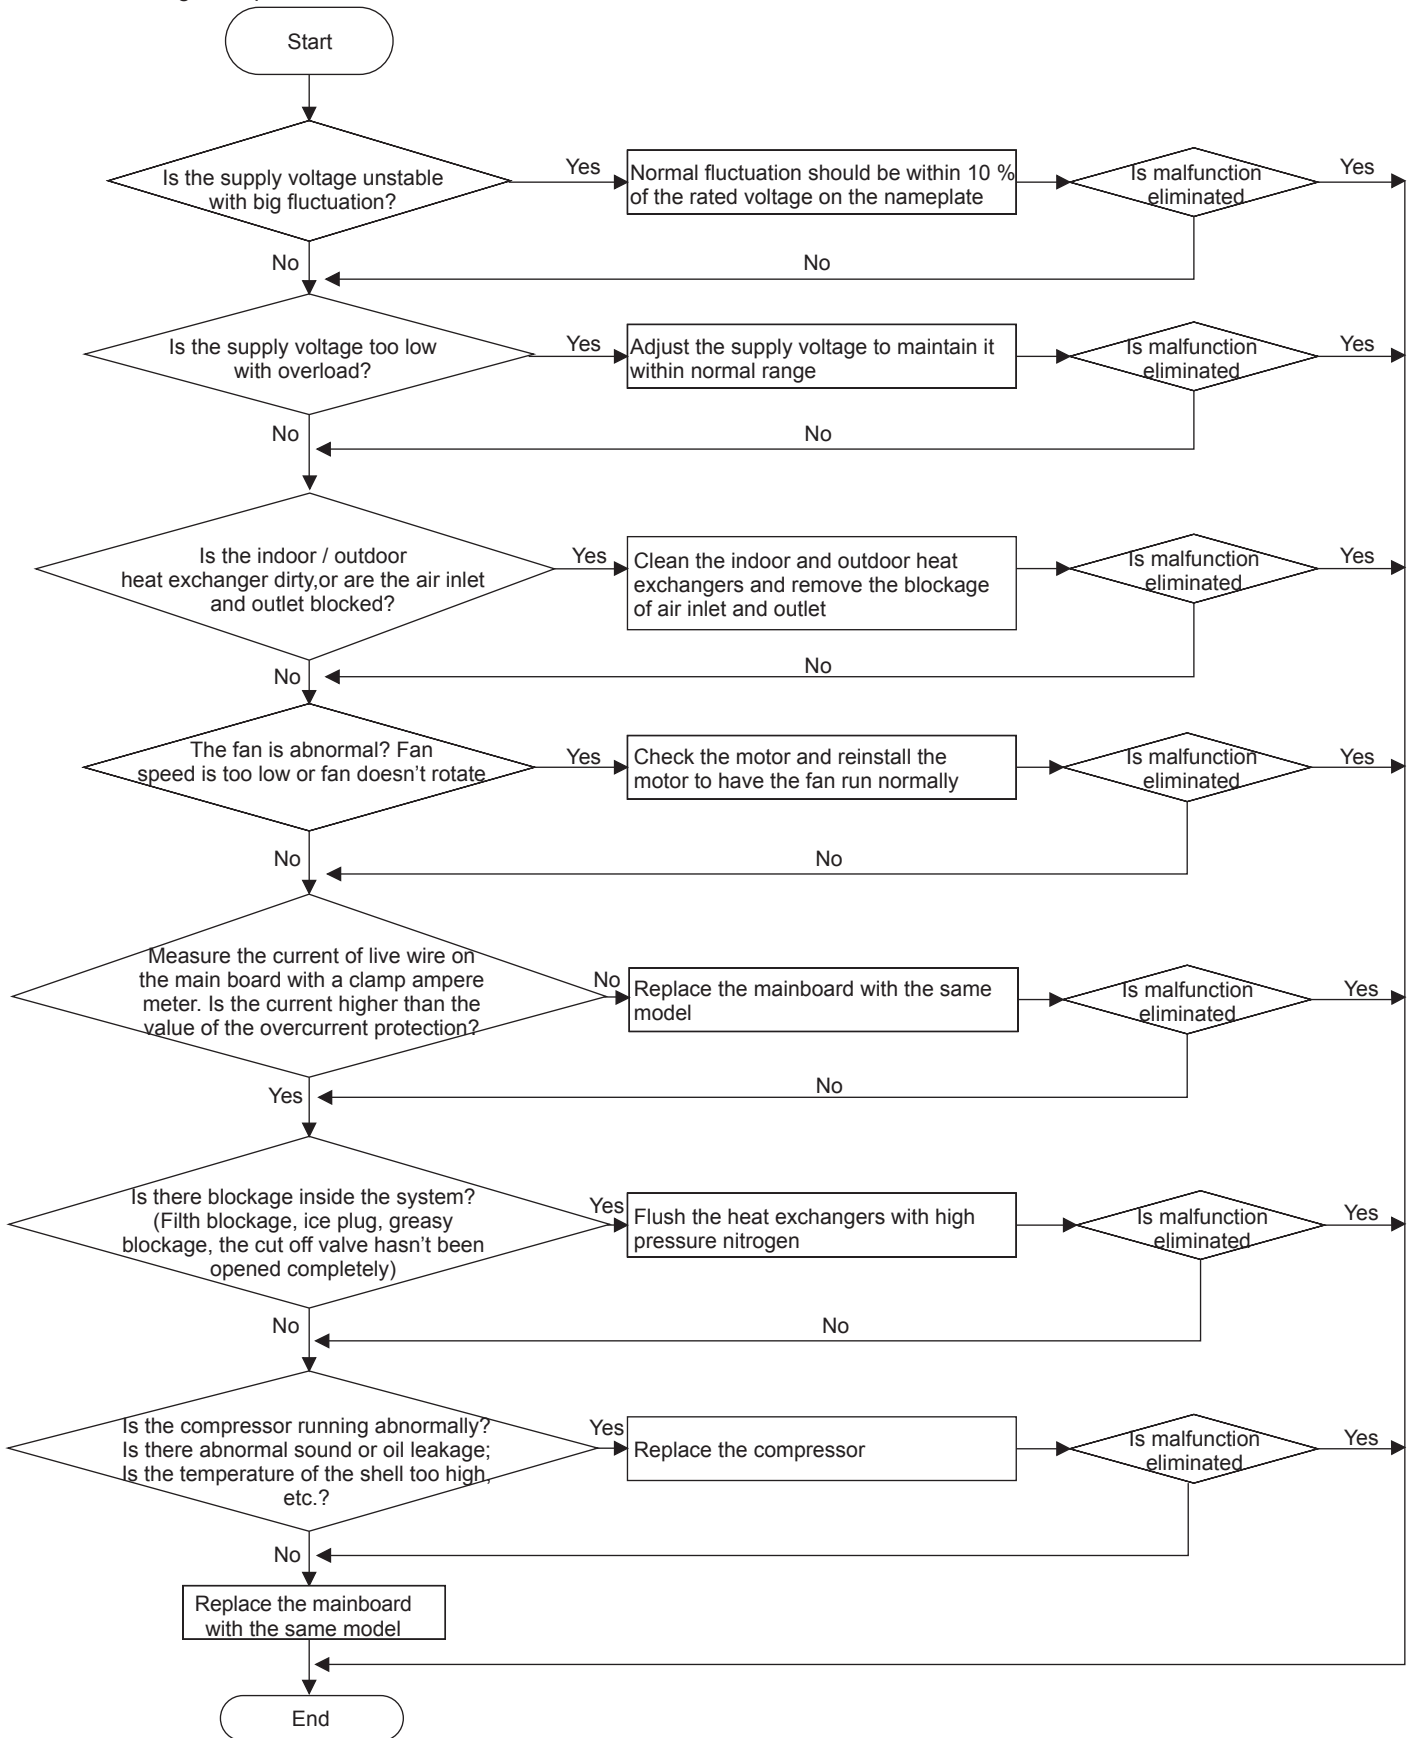 Start
Is the supply voltage unstable
with big fluctuation?
Yes
Normal fluctuation should be within 10 %
of the rated voltage on the nameplate
Is malfunction
eliminated
Yes
No
No
Is the supply voltage too low
with overload?
Yes
Adjust the supply voltage to maintain it
within normal range
Is malfunction
eliminated
Yes
No
No
Is the indoor / outdoor
heat exchanger dirty,or are the air inlet
and outlet blocked?
Yes
Clean the indoor and outdoor heat
exchangers and remove the blockage
of air inlet and outlet
Is malfunction
eliminated
Yes
No
No
The fan is abnormal? Fan
speed is too low or fan doesn't rotate
Yes
Check the motor and reinstall the
motor to have the fan run normally
Is malfunction
eliminated
Yes
No
No
Measure the current of live wire on
the main board with a clamp ampere
meter. Is the current higher than the
value of the overcurrent protection?
No
Replace the mainboard with the same
model
Is malfunction
eliminated
Yes
Yes
No
Is there blockage inside the system?
(Filth blockage, ice plug, greasy
blockage, the cut off valve hasn't been
opened completely)
Yes
Flush the heat exchangers with high
pressure nitrogen
Is malfunction
eliminated
Yes
No
No
Is the compressor running abnormally?
Is there abnormal sound or oil leakage;
Is the temperature of the shell too high,
etc.?
Yes
Replace the compressor
Is malfunction
eliminated
Yes
No
Replace the mainboard
with the same model
End